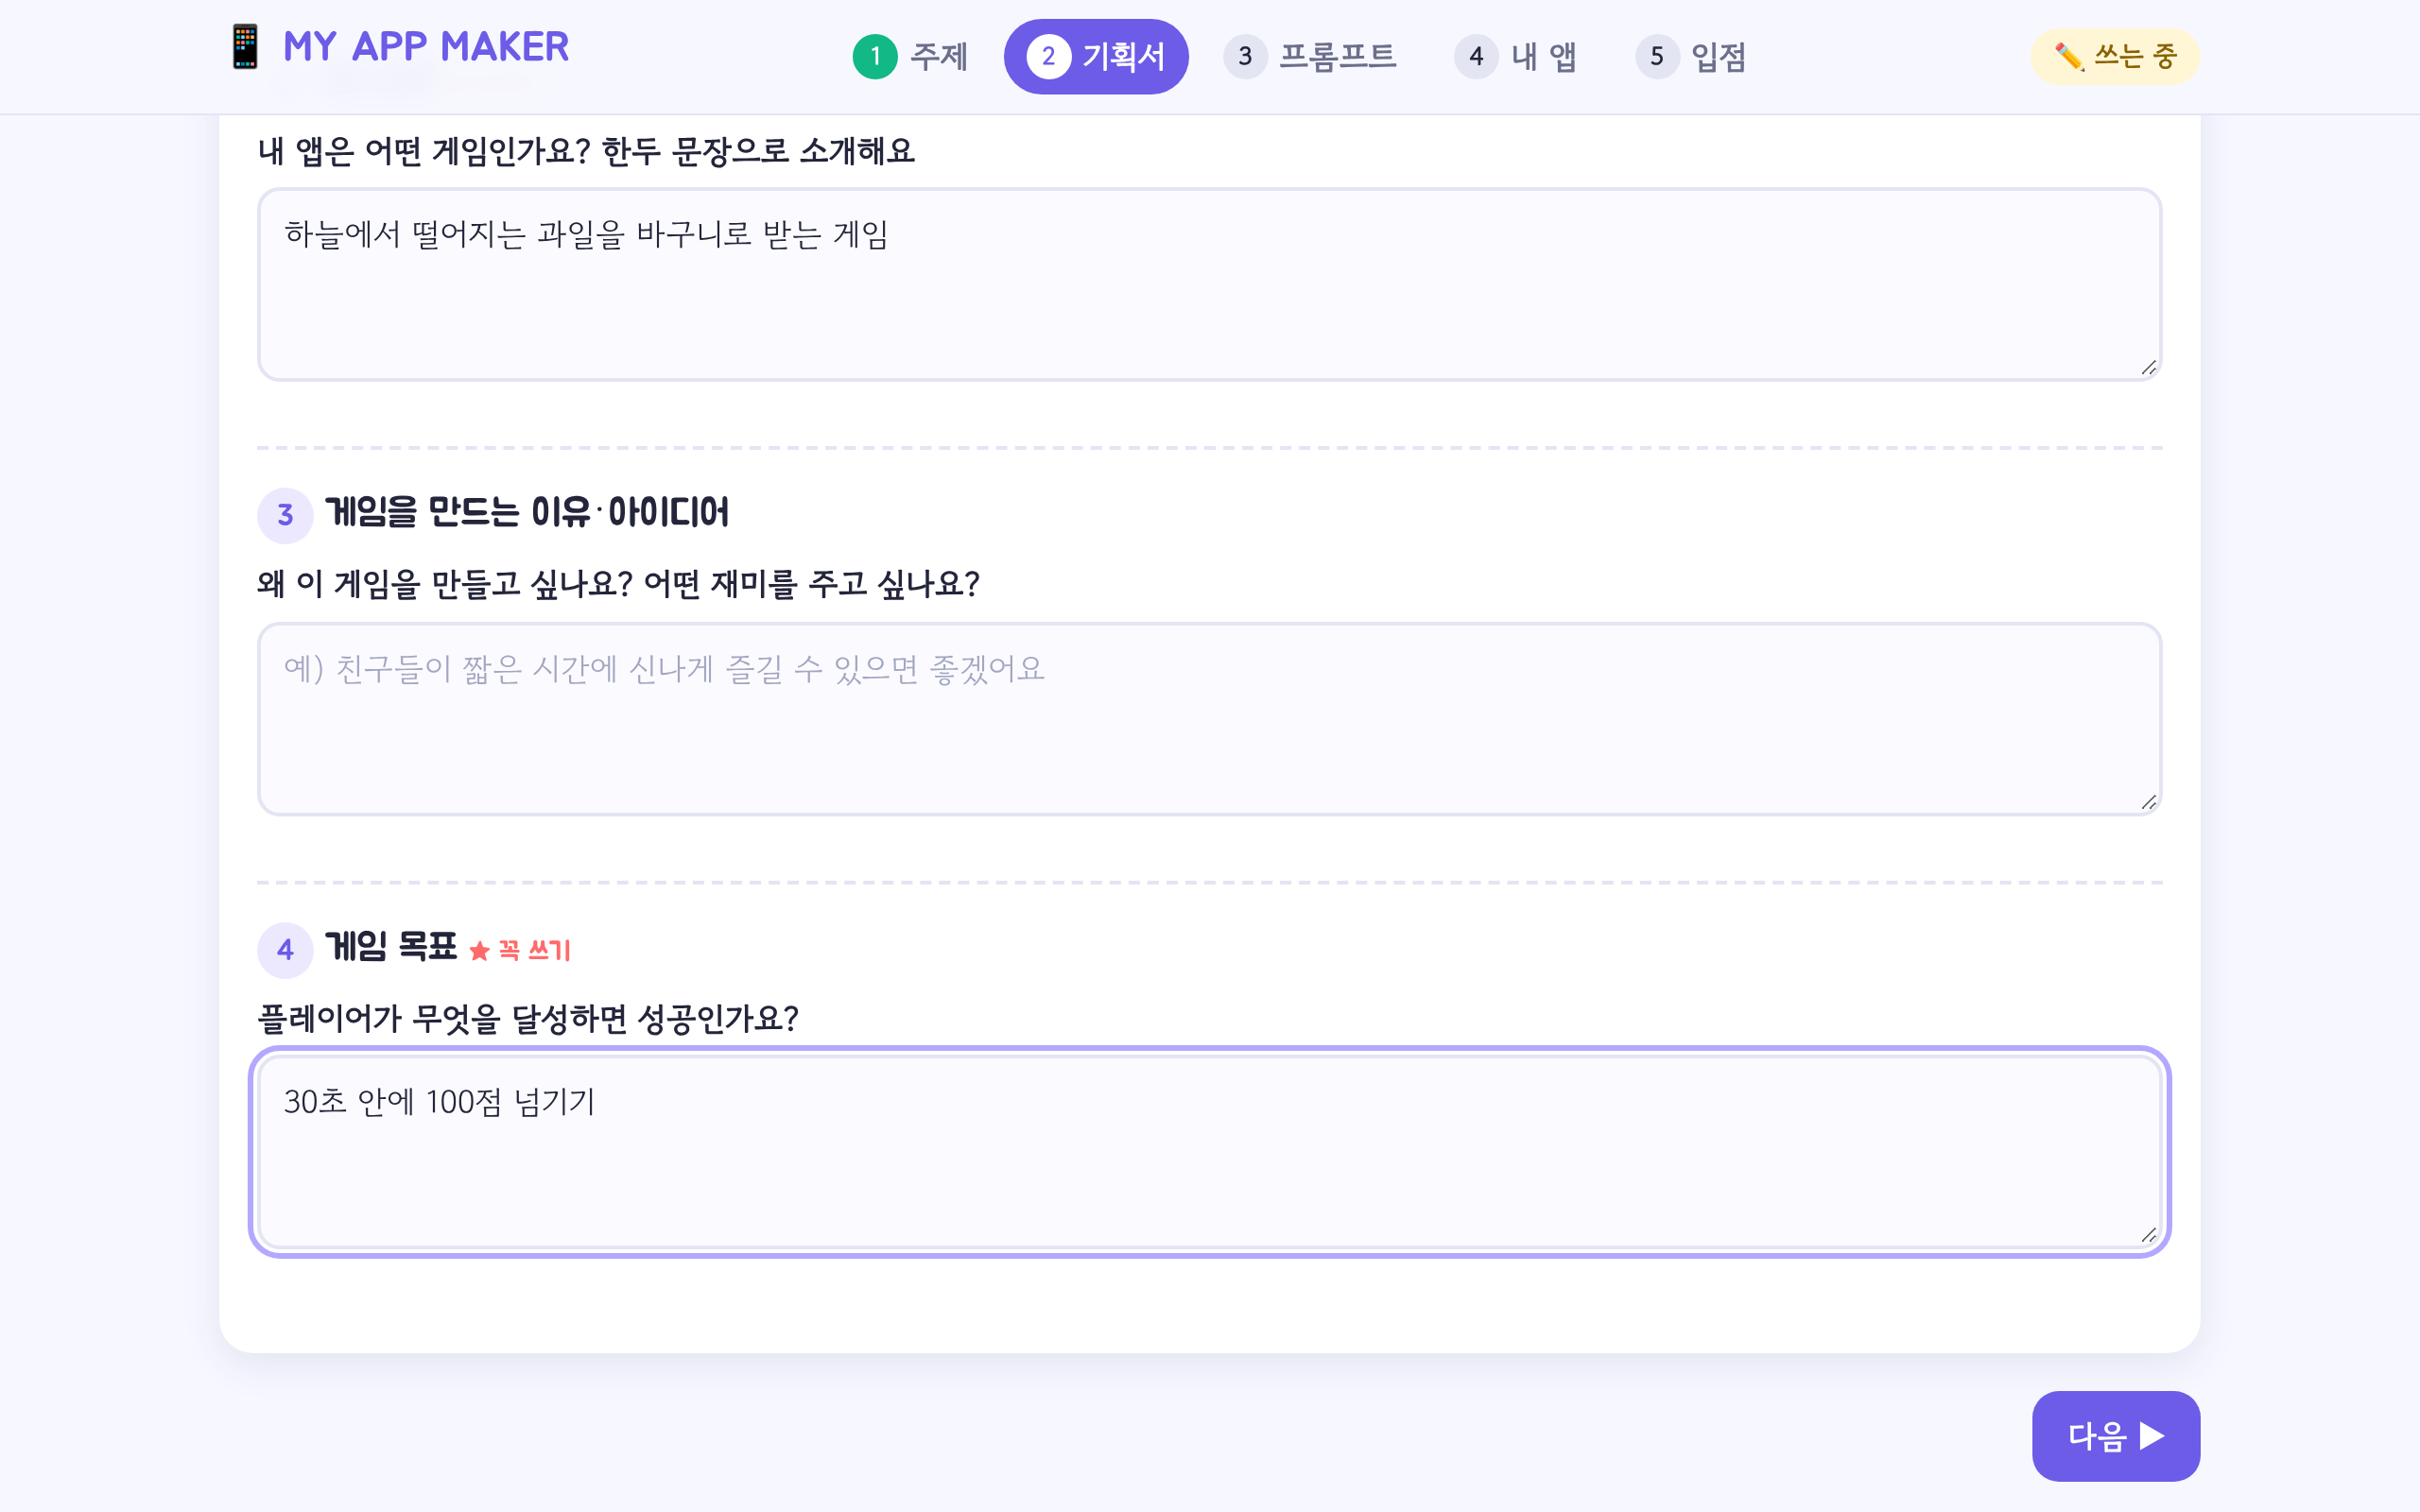 📱 MY APP MAKER
1 주제
2 기획서
3 프롬프트
4 내 앱
5 입점
✏️ 쓰는 중
내 앱은 어떤 게임인가요? 한두 문장으로 소개해요
하늘에서 떨어지는 과일을 바구니로 받는 게임
3 게임을 만드는 이유·아이디어
왜 이 게임을 만들고 싶나요? 어떤 재미를 주고 싶나요?
예) 친구들이 짧은 시간에 신나게 즐길 수 있으면 좋겠어요
4 게임 목표 ★ 꼭 쓰기
플레이어가 무엇을 달성하면 성공인가요?
30초 안에 100점 넘기기
다음 ▶